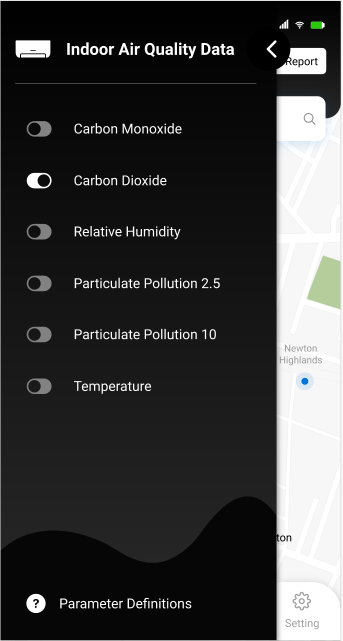 Indoor Air Quality Data
Report
Carbon Monoxide
Carbon Dioxide
Relative Humidity
Particulate Pollution 2.5
Newton
Highlands
Particulate Pollution 10
Temperature
ton
? Parameter Definitions
Setting